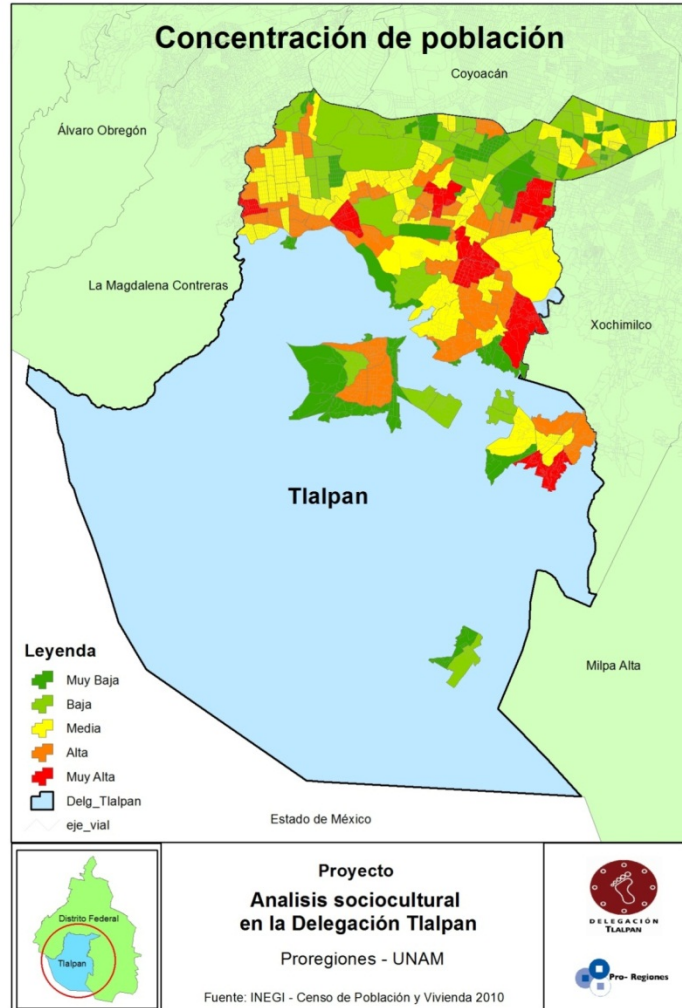 Concentración de población
Coyoacán
Álvaro Obregón
La Magdalena Contreras
Xochimilco
Tlalpan
Milpa Alta
Leyenda
Muy Baja
Baja
Media
Alta
Muy Alta
Delg_Tlalpan
eje_vial
Estado de México
Distrito Federal
Tlalpan
Proyecto
Analisis sociocultural
en la Delegación Tlalpan
Proregiones - UNAM
Fuente: INEGI - Censo de Población y Vivienda 2010
DELEGACIÓN
TLALPAN
Pro- Regiones